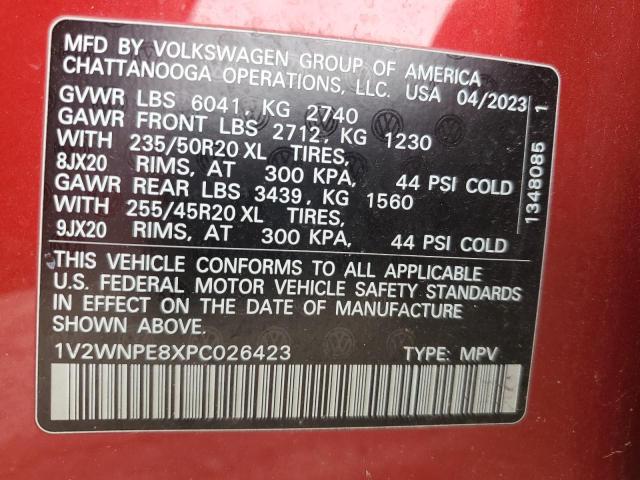 MFD BY VOLKSWAGEN GROUP OF AMERICA
CHATTANOOGA OPERATIONS, LLC. USA 04/2023
GVWR LBS 6041, KG 2740
GAWR FRONT LBS 2712, KG 1230
WITH 235/50R20 XL TIRES,
8JX20 RIMS, AT 300 KPA, 44 PSI COLD
GAWR REAR LBS 3439, KG 1560
WITH 255/45R20 XL TIRES,
9JX20 RIMS, AT 300 KPA, 44 PSI COLD
THIS VEHICLE CONFORMS TO ALL APPLICABLE
U.S. FEDERAL MOTOR VEHICLE SAFETY STANDARDS
IN EFFECT ON THE DATE OF MANUFACTURE
1V2WNPE8XPC026423 TYPE: MPV
1348085 1